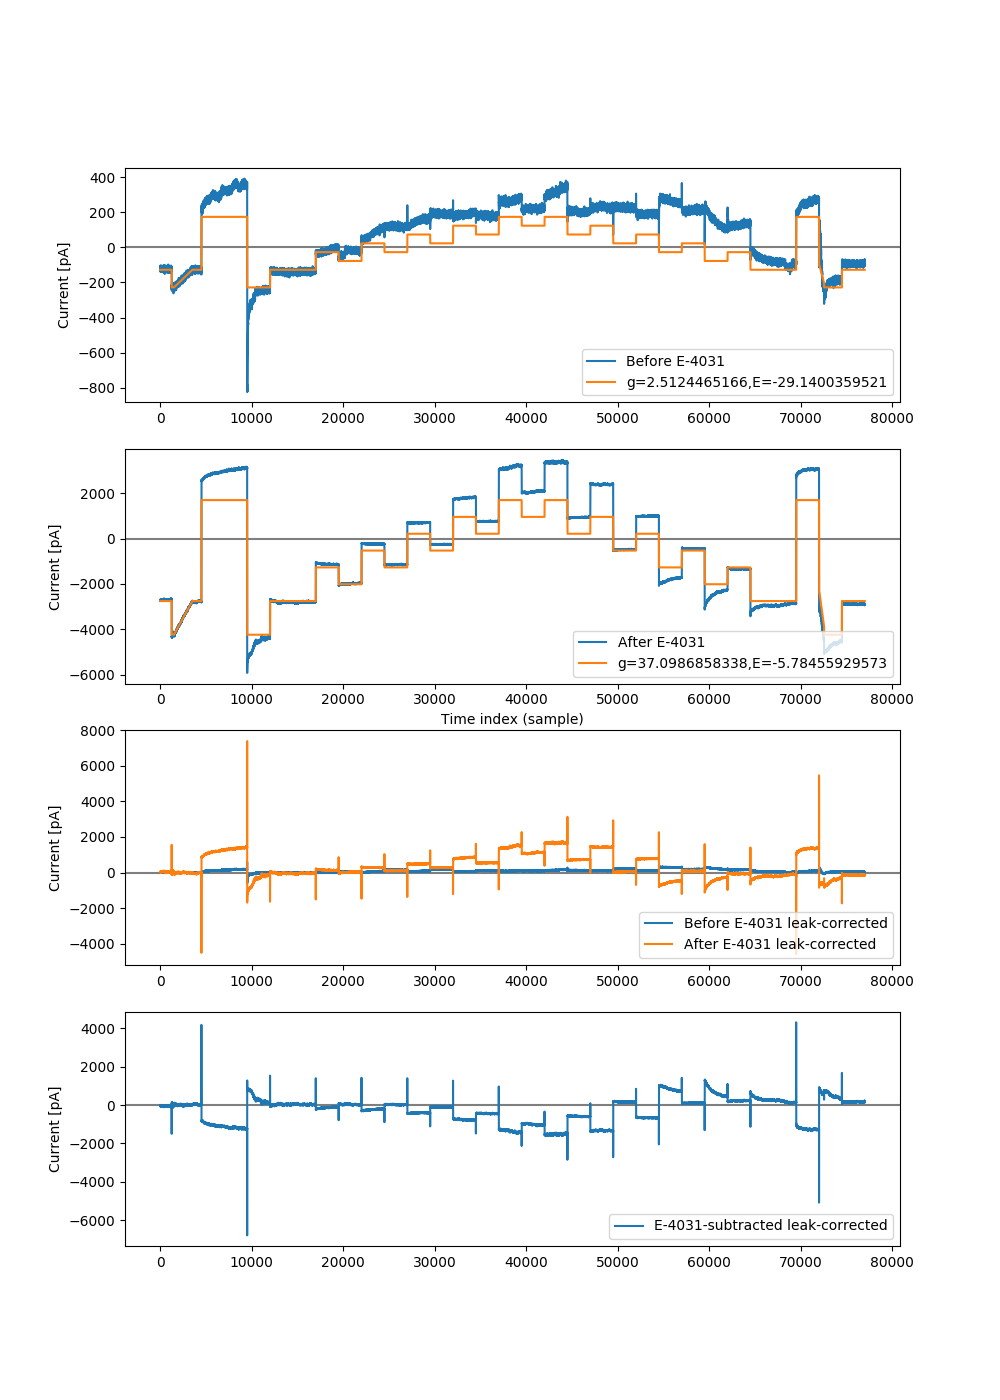 400
200
0
−200
−400
−600
−800
Current [pA]
Before E-4031
g=2.5124465166,E=-29.1400359521
0 10000 20000 30000 40000 50000 60000 70000 80000
2000
0
−2000
−4000
−6000
Current [pA]
After E-4031
g=37.0986858338,E=-5.78455929573
0 10000 20000 30000 40000 50000 60000 70000 80000
Time index (sample)
8000
6000
4000
2000
0
−2000
−4000
Current [pA]
Before E-4031 leak-corrected
After E-4031 leak-corrected
0 10000 20000 30000 40000 50000 60000 70000 80000
4000
2000
0
−2000
−4000
−6000
Current [pA]
E-4031-subtracted leak-corrected
0 10000 20000 30000 40000 50000 60000 70000 80000